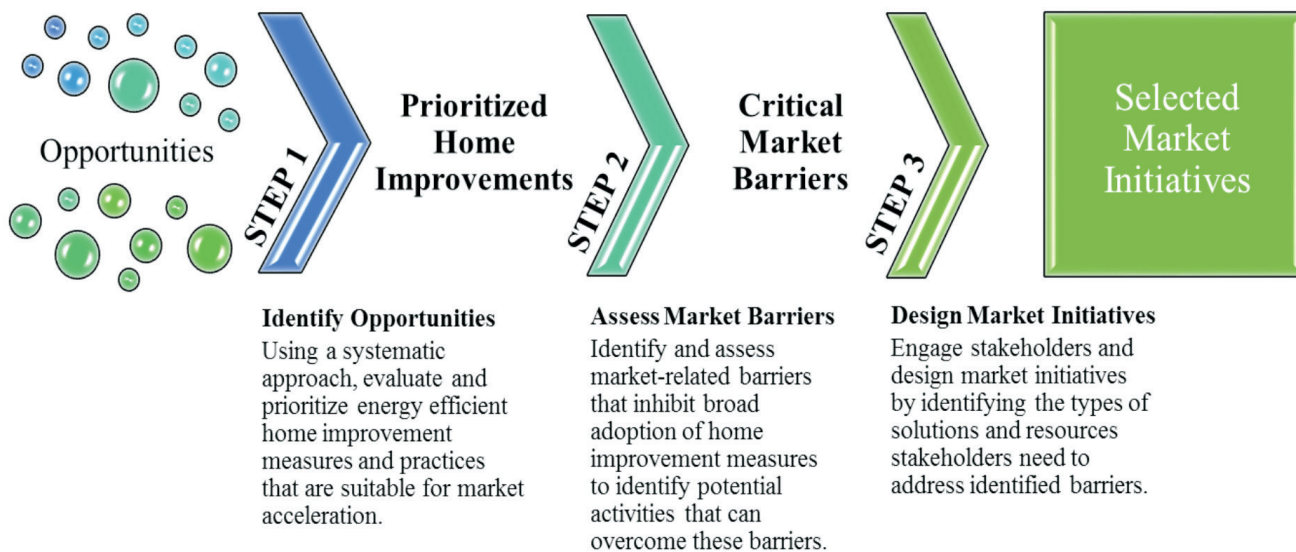 Opportunities
STEP 1
Prioritized
Home
Improvements
STEP 2
Critical
Market
Barriers
STEP 3
Selected
Market
Initiatives
Identify Opportunities
Using a systematic
approach, evaluate and
prioritize energy efficient
home improvement
measures and practices
that are suitable for market
acceleration.
Assess Market Barriers
Identify and assess
market-related barriers
that inhibit broad
adoption of home
improvement measures
to identify potential
activities that can
overcome these barriers.
Design Market Initiatives
Engage stakeholders and
design market initiatives
by identifying the types of
solutions and resources
stakeholders need to
address identified barriers.